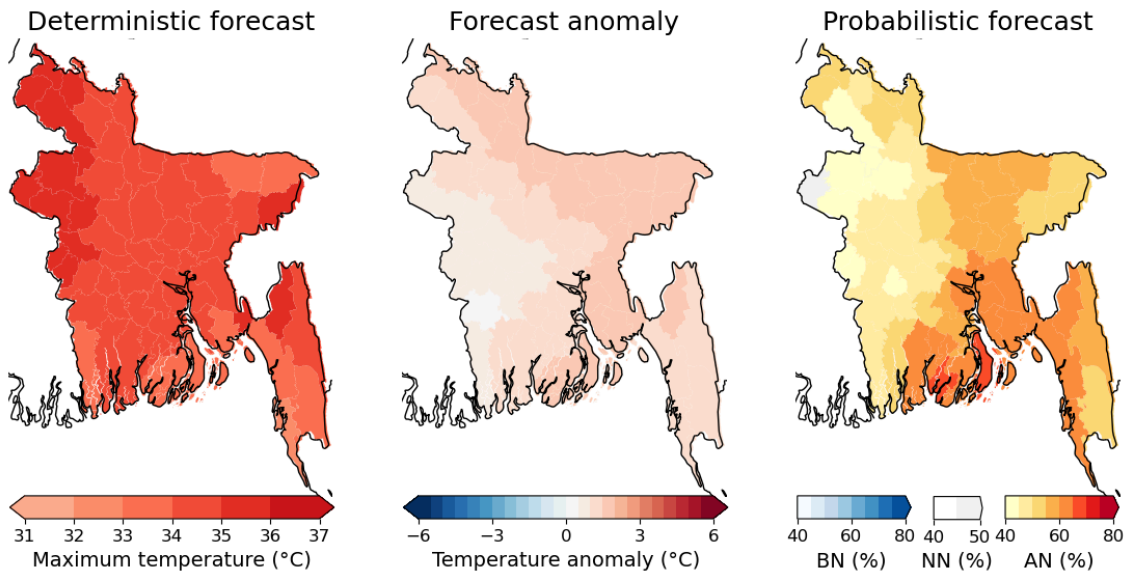 Deterministic forecast
Forecast anomaly
Probabilistic forecast
31 32 33 34 35 36 37
Maximum temperature (°C)
−6 −3 0 3 6
Temperature anomaly (°C)
40 60 80
BN (%)
40 50
NN (%)
40 60 80
AN (%)